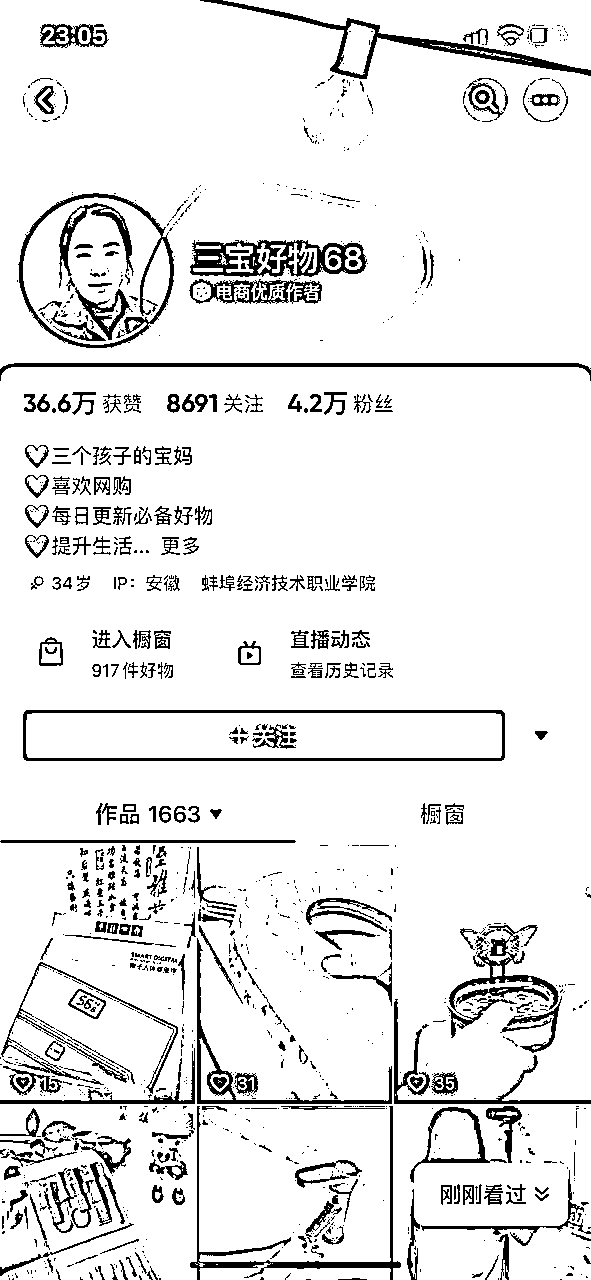 23:05
三宝好物68
电商优质作者
36.6万 获赞 8691 关注 4.2万 粉丝
三个孩子的宝妈
喜欢网购
每日更新必备好物
提升生活... 更多
34岁 IP：安徽 蚌埠经济技术职业学院
进入橱窗 直播动态
917件好物 查看历史记录
关注
作品 1663 橱窗
SMART DIGITAL
15 31 35
刚刚看过